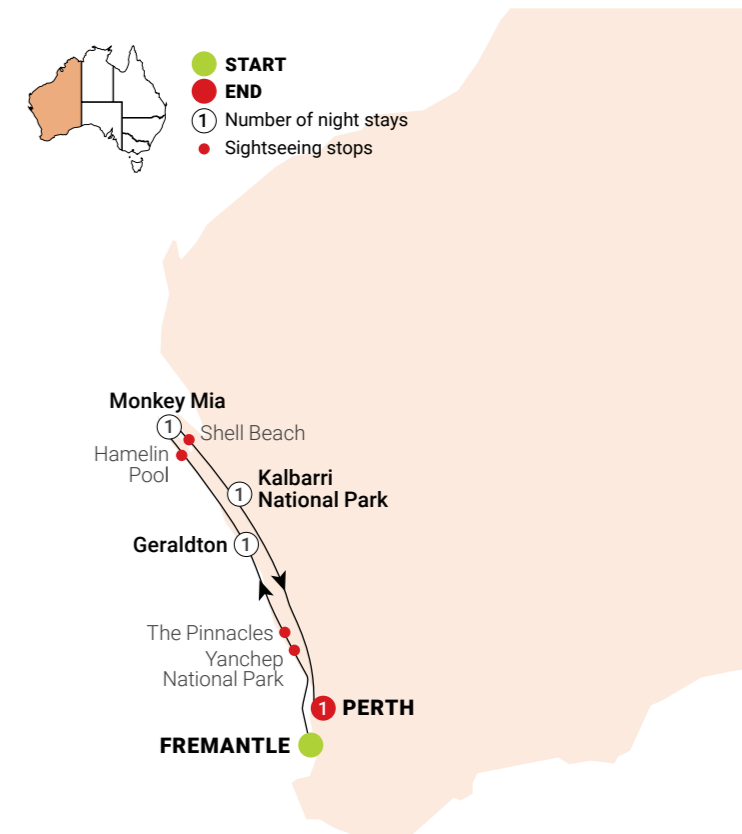 START
END
1 Number of night stays
Sightseeing stops
Monkey Mia
1
Shell Beach
Hamelin
Pool
Kalbarri
National Park
1
Geraldton 1
The Pinnacles
Yanchep
National Park
1 PERTH
FREMANTLE